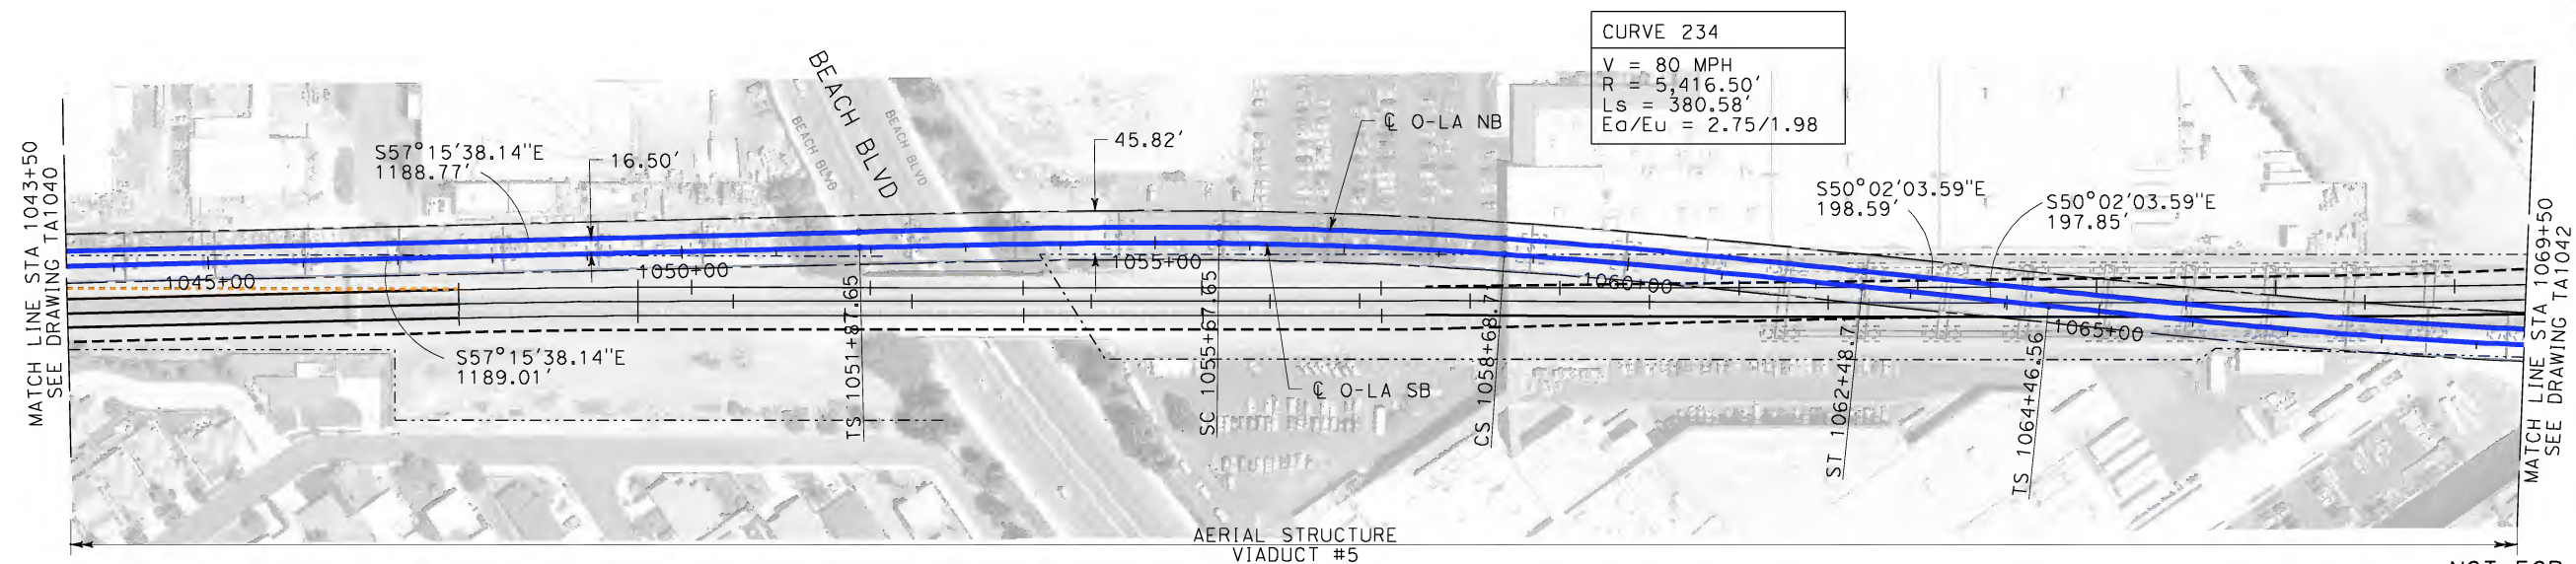 CURVE 234
V = 80 MPH
R = 5,416.50'
Ls = 380.58'
Ea/Eu = 2.75/1.98
MATCH LINE STA 1043+50
SEE DRAWING TA1040
S57°15'38.14"E
1188.77'
16.50'
BEACH BLVD
BEACH BLVD
BEACH BLVD
45.82'
℄ O-LA NB
S50°02'03.59"E
198.59'
S50°02'03.59"E
197.85'
1045+00
1050+00
1055+00
1060+00
1065+00
S57°15'38.14"E
1189.01'
TS 1051+87.65
SC 1055+67.65
℄ O-LA SB
CS 1058+68.7
ST 1062+48.7
TS 1064+46.56
MATCH LINE STA 1069+50
SEE DRAWING TA1042
AERIAL STRUCTURE
VIADUCT #5